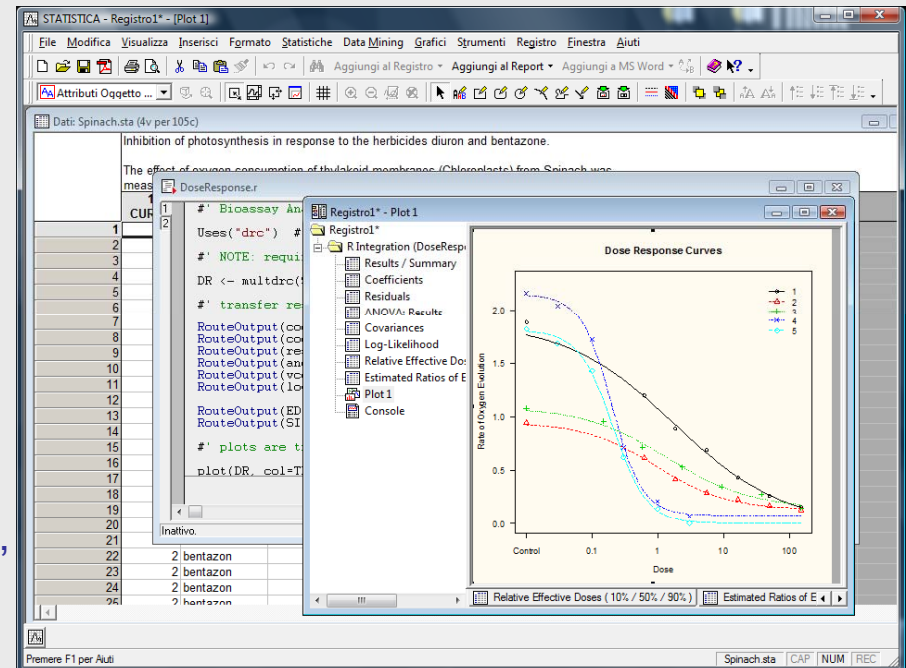 STATISTICA - Registro1* - [Plot 1]
File Modifica Visualizza Inserisci Formato Statistiche Data Mining Grafici Strumenti Registro Finestra Aiuti
Aggiungi al Registro Aggiungi al Report Aggiungi a MS Word
Attributi Oggetto ...
Dati: Spinach.sta (4v per 105c)
Inhibition of photosynthesis in response to the herbicides diuron and bentazone.
The effect of oxygen consumption of thylakoid membranes (Chloroplasts) from Spinach was
meas
1
CUR
1
2
3
4
5
6
7
8
9
10
11
12
13
14
15
16
17
18
19
20
21
22 2 bentazon
23 2 bentazon
24 2 bentazon
25 2 bentazon
,
DoseResponse.r
1
2
#' Bioassay An
Uses("drc") #
#' NOTE: requi
DR <- multdrc(
#' transfer re
RouteOutput(co
RouteOutput(co
RouteOutput(re
RouteOutput(an
RouteOutput(vc
RouteOutput(lo
RouteOutput(ED
RouteOutput(SI
#' plots are t
plot(DR, col=T
Inattivo.
Registro1* - Plot 1
Registro1*
R Integration (DoseResp
Results / Summary
Coefficients
Residuals
ANOVA: Results
Covariances
Log-Likelihood
Relative Effective Do
Estimated Ratios of E
Plot 1
Console
Dose Response Curves
1
2
3
4
5
Rate of Oxygen Evolution
2.0
1.5
1.0
0.5
0.0
Control 0.1 1 10 100
Dose
Relative Effective Doses ( 10% / 50% / 90% ) Estimated Ratios of E
Premere F1 per Aiuti
Spinach.sta CAP NUM REC